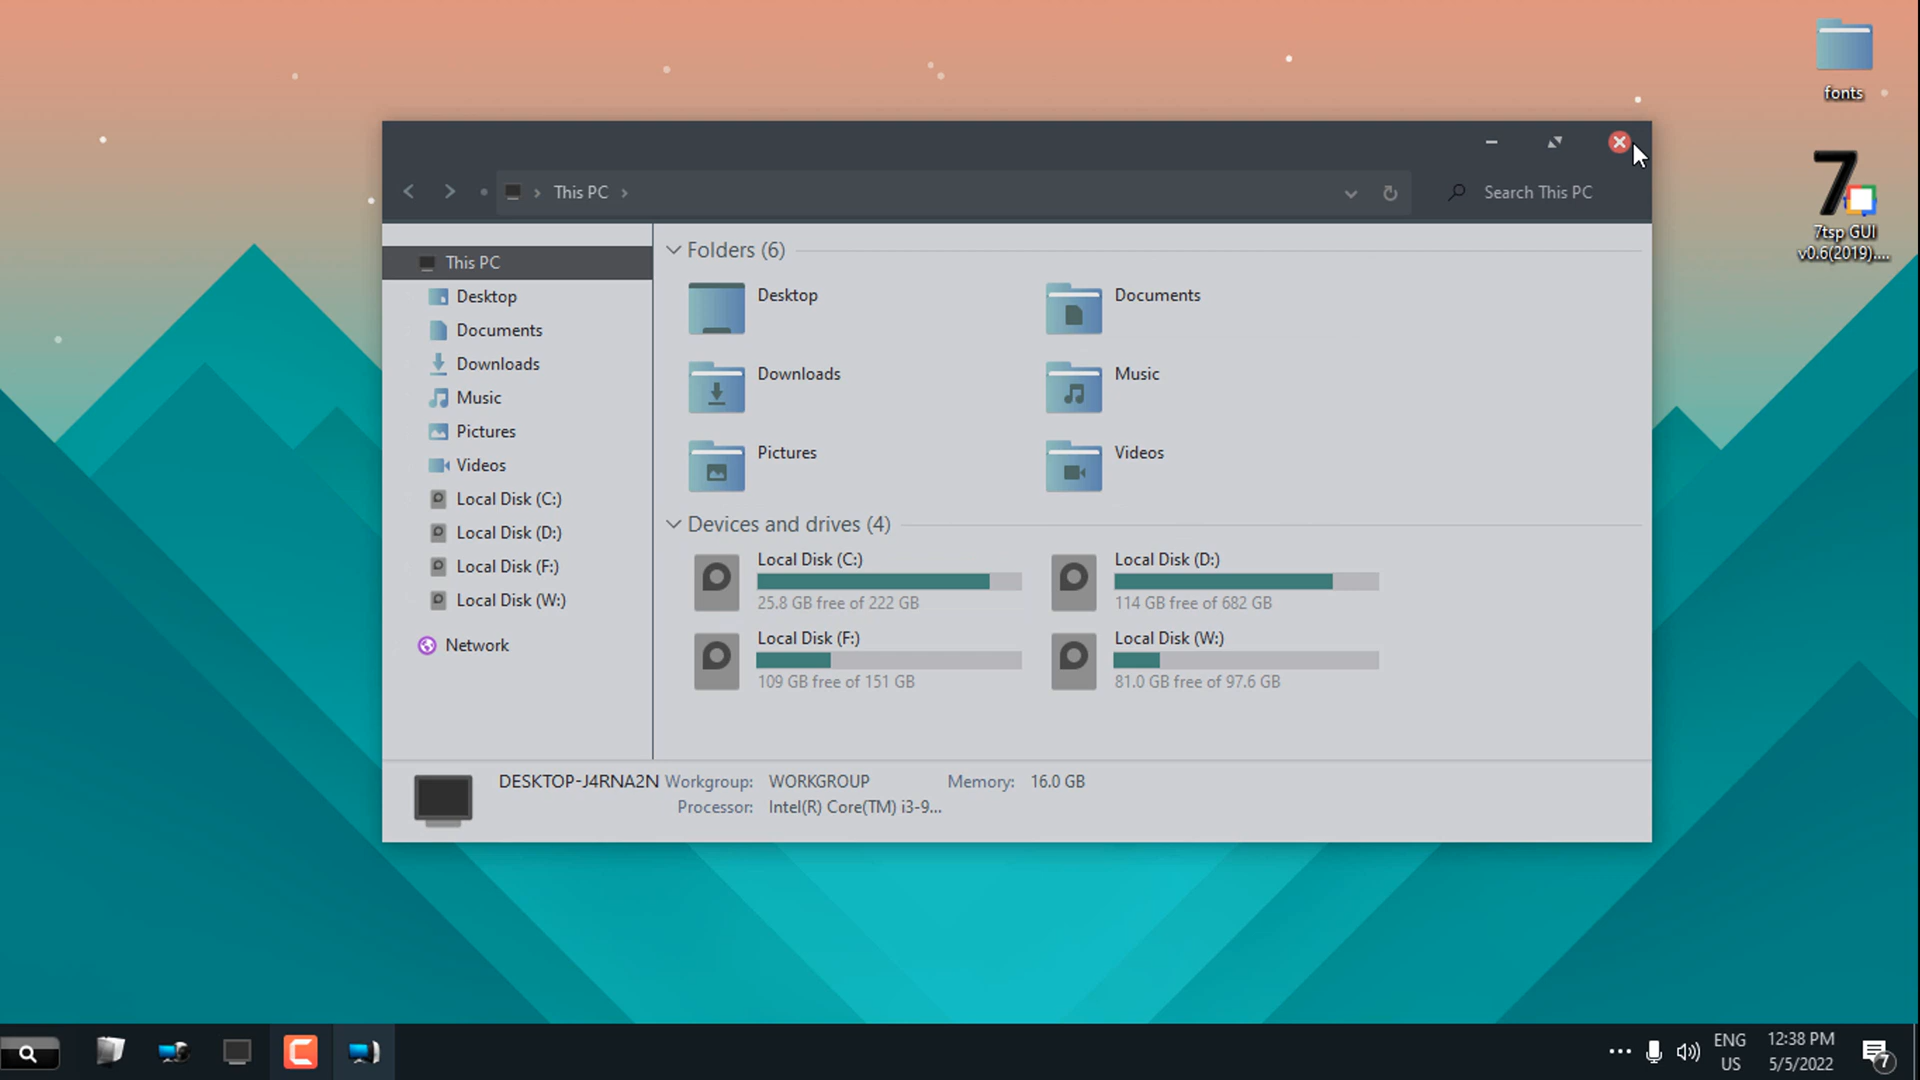 fonts
7
7tsp GUI
v0.6(2019)....
This PC
Search This PC
This PC
Desktop
Documents
Downloads
Music
Pictures
Videos
Local Disk (C:)
Local Disk (D:)
Local Disk (F:)
Local Disk (W:)
Network
Folders (6)
Desktop
Documents
Downloads
Music
Pictures
Videos
Devices and drives (4)
Local Disk (C:)
25.8 GB free of 222 GB
Local Disk (D:)
114 GB free of 682 GB
Local Disk (F:)
109 GB free of 151 GB
Local Disk (W:)
81.0 GB free of 97.6 GB
DESKTOP-J4RNA2N Workgroup: WORKGROUP Memory: 16.0 GB
Processor: Intel(R) Core(TM) i3-9...
ENG
US
12:38 PM
5/5/2022
7